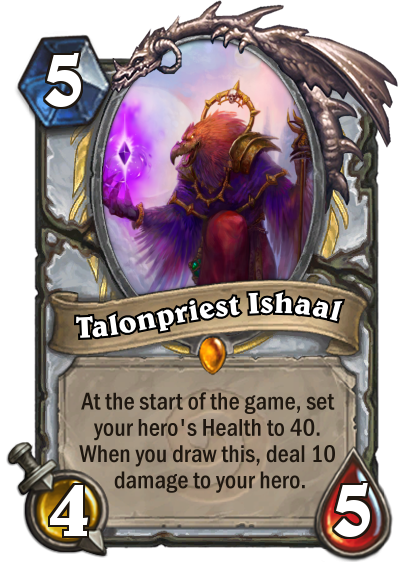 5
Talonpriest Ishaal
At the start of the game, set
your hero's Health to 40.
When you draw this, deal 10
damage to your hero.
4
5